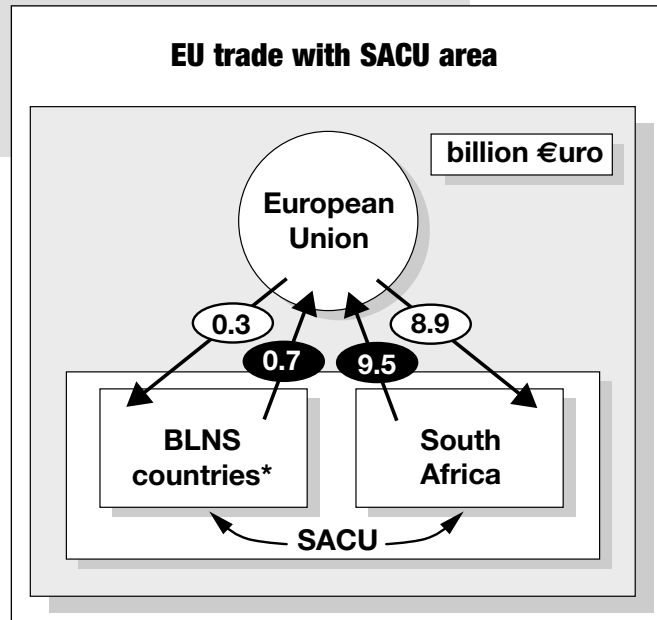 EU trade with SACU area
billion €uro
European
Union
0.3
8.9
0.7
9.5
BLNS
countries*
South
Africa
SACU